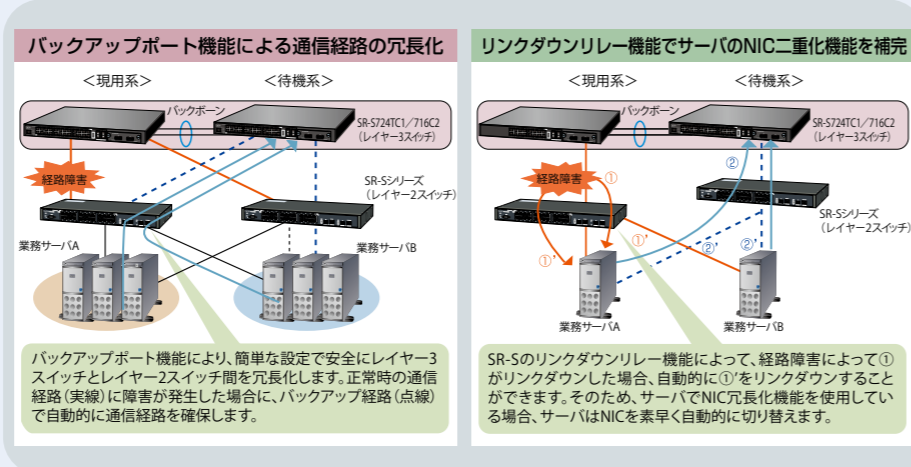 バックアップポート機能による通信経路の冗長化
<現用系>
<待機系>
バックボーン
SR-S724TC1／716C2
（レイヤー3スイッチ）
経路障害
SR-Sシリーズ
（レイヤー2スイッチ）
業務サーバA
業務サーバB
バックアップポート機能により、簡単な設定で安全にレイヤー3
スイッチとレイヤー2スイッチ間を冗長化します。正常時の通信
経路（実線）に障害が発生した場合に、バックアップ経路（点線）
で自動的に通信経路を確保します。
リンクダウンリレー機能でサーバのNIC二重化機能を補完
<現用系>
<待機系>
バックボーン
SR-S724TC1／716C2
（レイヤー3スイッチ）
経路障害
①
②
SR-Sシリーズ
（レイヤー2スイッチ）
①’
①’
②’
②’
業務サーバA
業務サーバB
SR-Sのリンクダウンリレー機能によって、経路障害によって①
がリンクダウンした場合、自動的に①’をリンクダウンすること
ができます。そのため、サーバでNIC冗長化機能を使用してい
る場合、サーバはNICを素早く自動的に切り替えます。